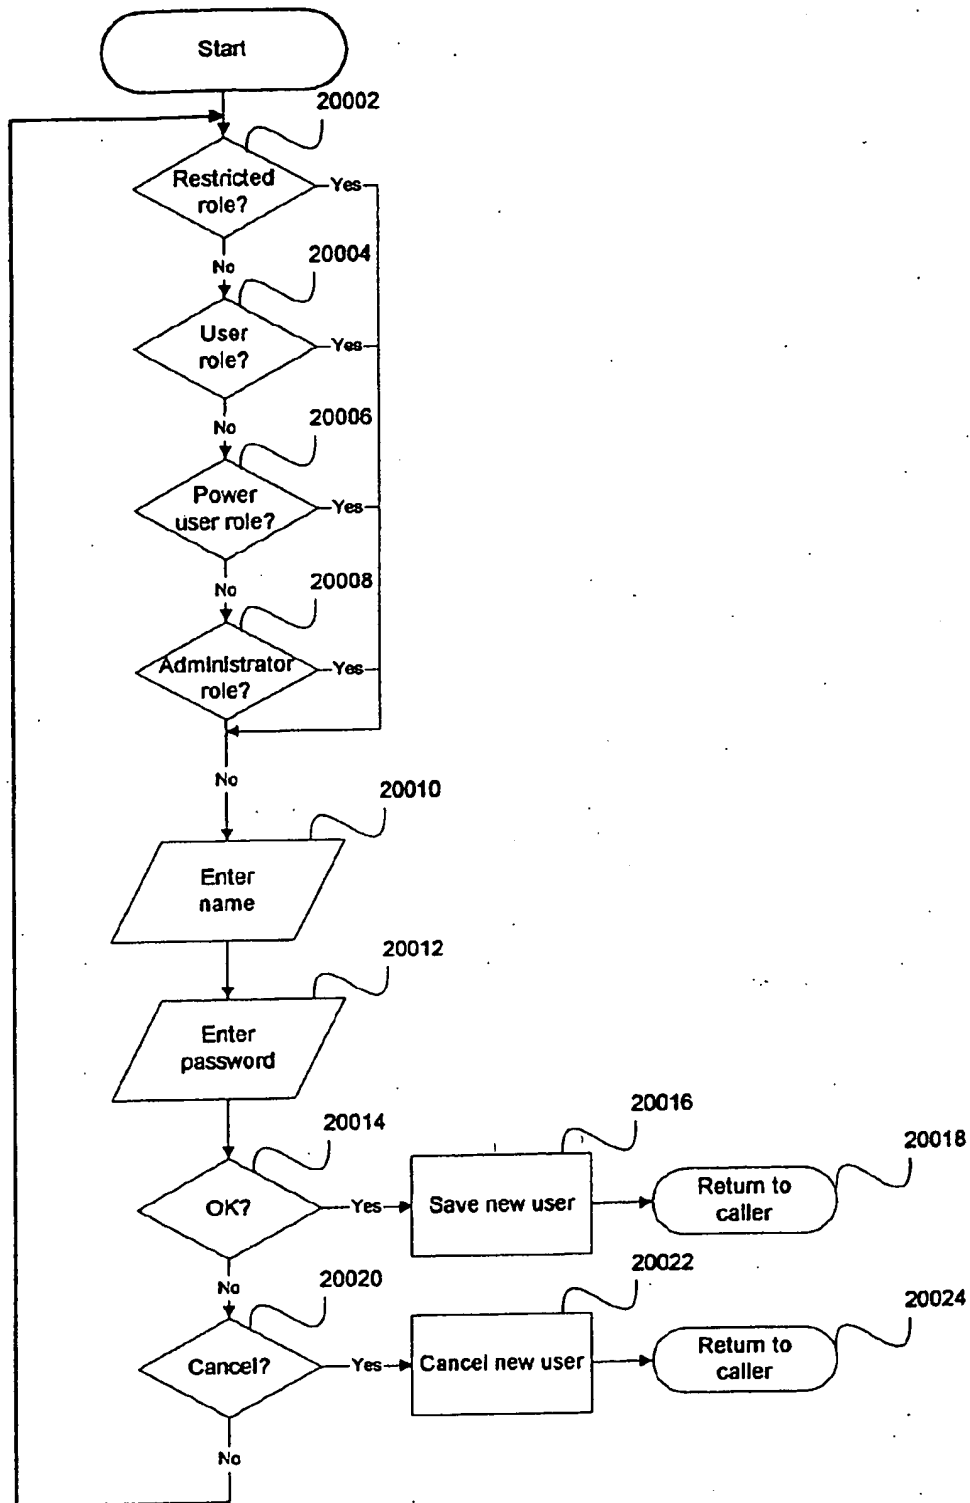 Start
20002
Restricted
role?
Yes
No
20004
User
role?
Yes
No
20006
Power
user role?
Yes
No
20008
Administrator
role?
Yes
No
20010
Enter
name
20012
Enter
password
20014
OK?
Yes
20016
Save new user
20018
Return to
caller
No
20020
Cancel?
Yes
20022
Cancel new user
20024
Return to
caller
No